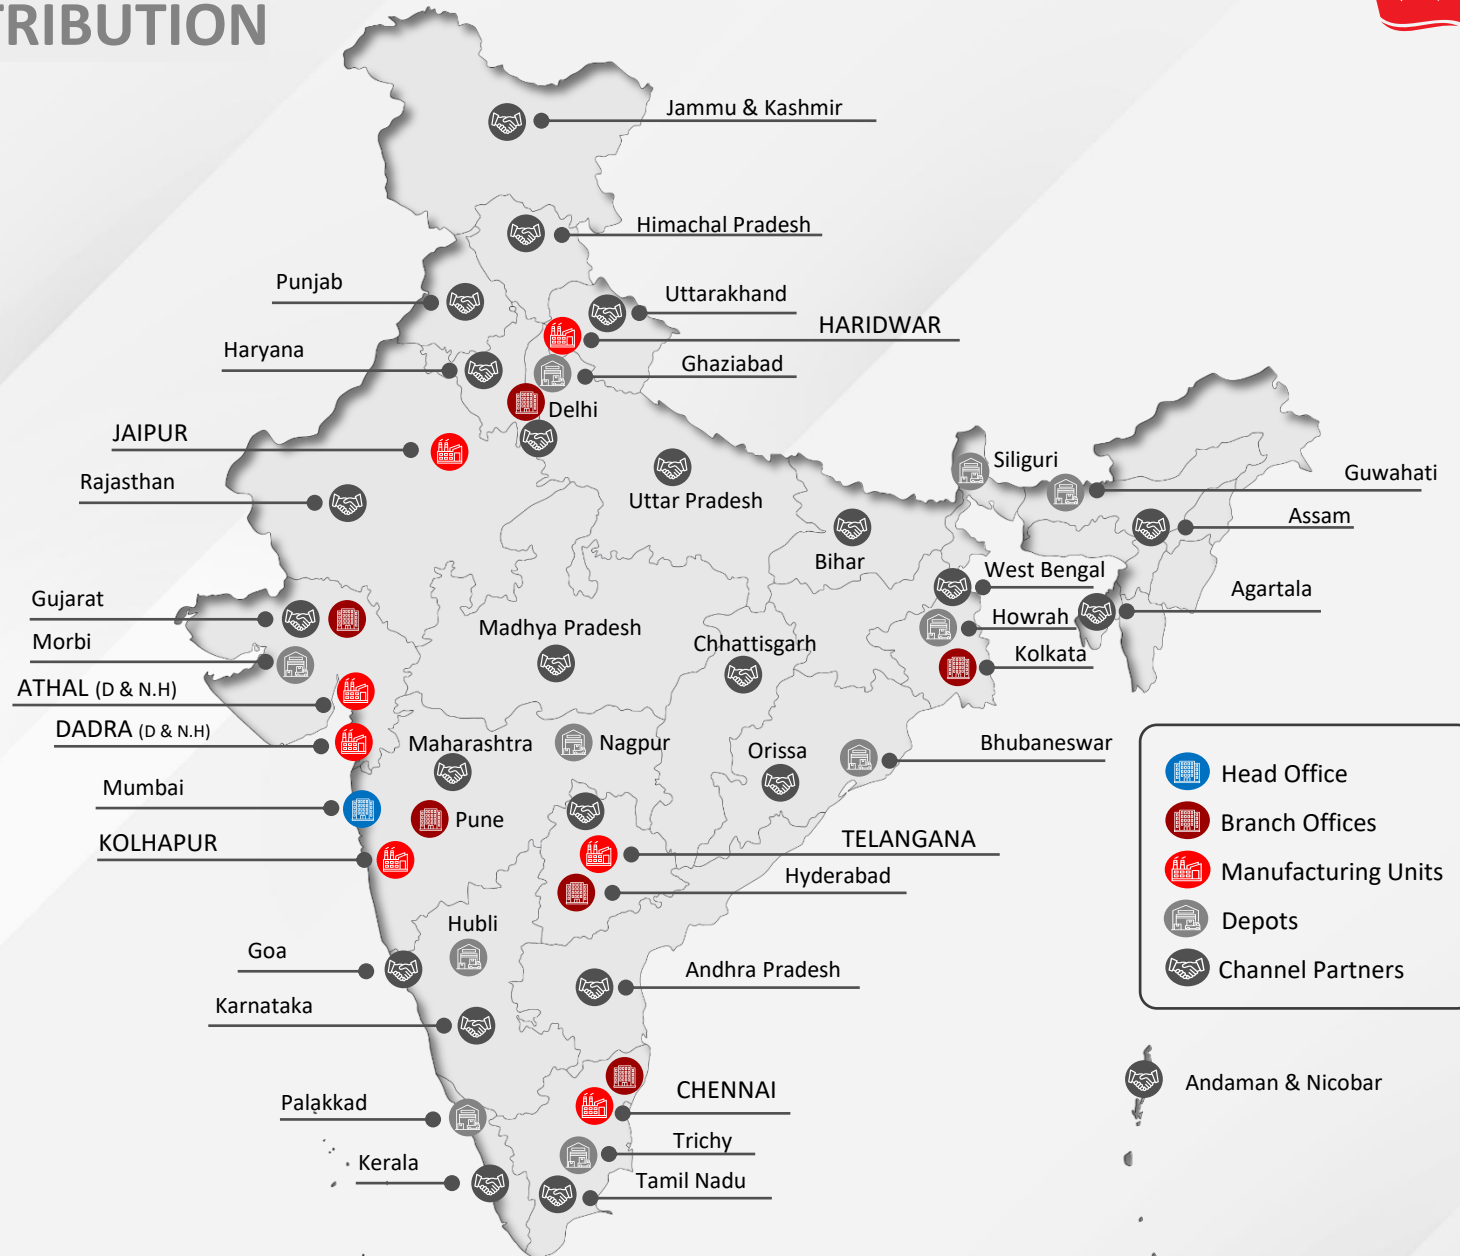 TRIBUTION
Jammu & Kashmir
Himachal Pradesh
Punjab
Uttarakhand
HARIDWAR
Haryana
Ghaziabad
Delhi
JAIPUR
Siliguri
Guwahati
Rajasthan
Uttar Pradesh
Assam
Bihar
West Bengal
Agartala
Gujarat
Howrah
Madhya Pradesh
Chhattisgarh
Morbi
Kolkata
ATHAL (D & N.H)
DADRA (D & N.H)
Maharashtra
Nagpur
Orissa
Bhubaneswar
Mumbai
Pune
KOLHAPUR
TELANGANA
Hyderabad
Hubli
Goa
Andhra Pradesh
Karnataka
CHENNAI
Palakkad
Trichy
Kerala
Tamil Nadu
Head Office
Branch Offices
Manufacturing Units
Depots
Channel Partners
Andaman & Nicobar